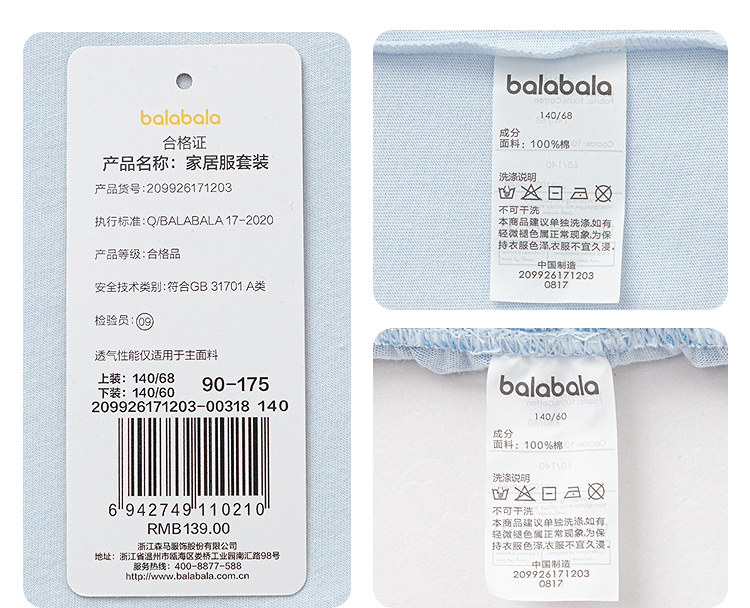 balabala
合格证
产品名称：家居服套装
产品货号:209926171203
执行标准:Q/BALABALA 17-2020
产品等级:合格品
安全技术类别:符合GB 31701 A类
检验员: 09
透气性能仅适用于主面料
上装: 140/68
下装: 140/60
90-175
209926171203-00318 140
6 942749 110210
RMB139.00
浙江森马服饰股份有限公司
地址: 浙江省温州市瓯海区娄桥工业园南汇路98号
服务热线: 400-8877-588
http://www.balabala.com.cn
balabala
140/68
成分
面料: 100%棉
洗涤说明
不可干洗
本商品建议单独洗涤.如有
轻微褪色属正常现象,为保
持衣服色泽,衣服不宜久浸。
中国制造
209926171203
0817
balabala
140/60
成分
面料: 100%棉
洗涤说明
不可干洗
本商品建议单独洗涤.如有
轻微褪色属正常现象,为保
持衣服色泽,衣服不宜久浸。
中国制造
209926171203
0817